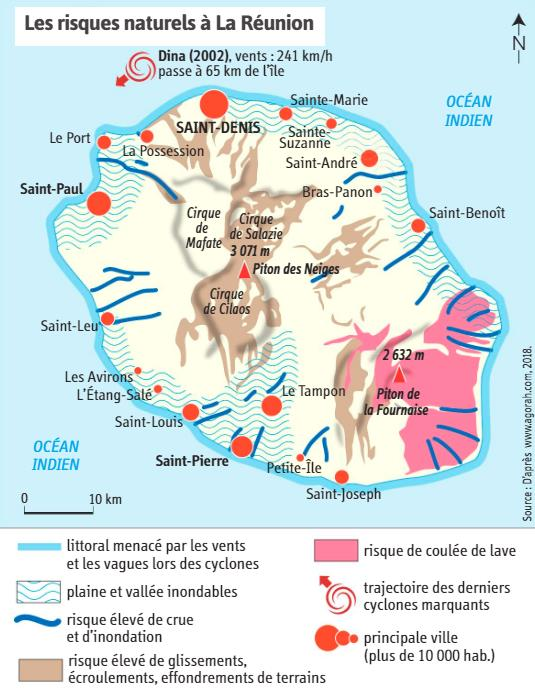 Les risques naturels à La Réunion
N
Dina (2002), vents : 241 km/h
passe à 65 km de l'île
OCÉAN
INDIEN
Sainte-Marie
SAINT-DENIS
Sainte-
Suzanne
Le Port
La Possession
Saint-André
Saint-Paul
Bras-Panon
Cirque
de
Mafate
Cirque
de Salazie
Saint-Benoît
3 071 m
Piton des Neiges
Cirque
de Cilaos
Saint-Leu
2 632 m
Piton de
la Fournaise
Les Avirons
L'Étang-Salé
Le Tampon
Saint-Louis
OCÉAN
INDIEN
Saint-Pierre
Petite-Île
Saint-Joseph
0 10 km
Source : D'après www.agorah.com, 2018.
littoral menacé par les vents
et les vagues lors des cyclones
plaine et vallée inondables
risque élevé de crue
et d'inondation
risque élevé de glissements,
écroulements, effondrements de terrains
risque de coulée de lave
trajectoire des derniers
cyclones marquants
principale ville
(plus de 10 000 hab.)